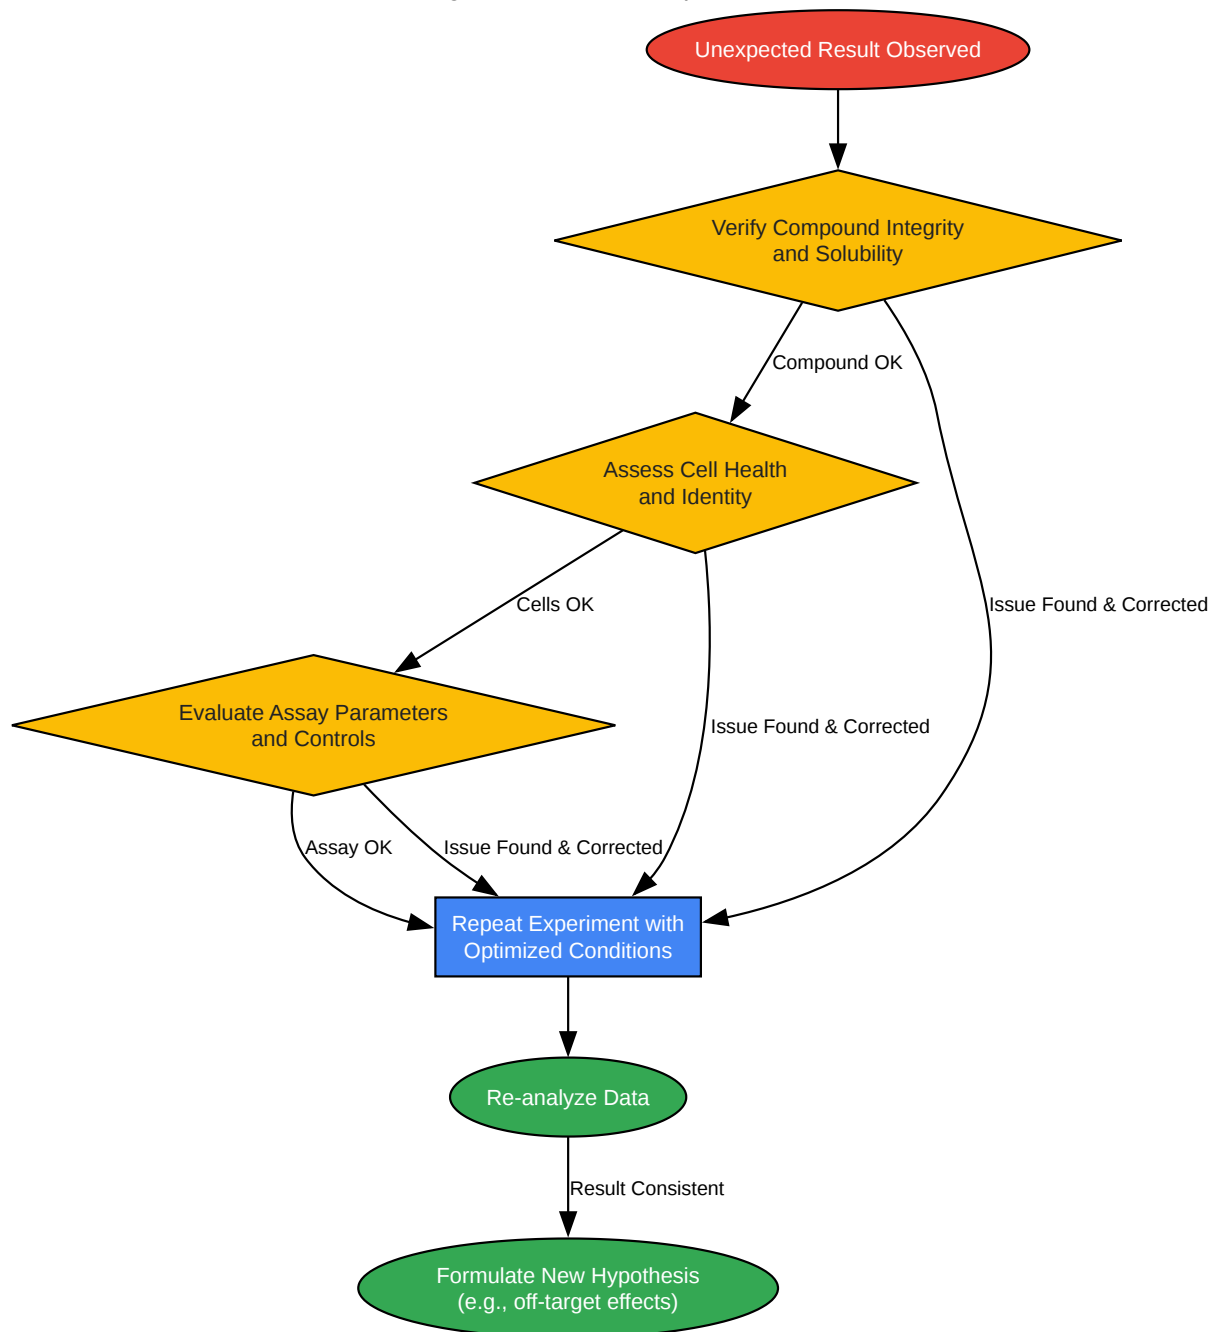 Unexpected Result Observed
Verify Compound Integrity
and Solubility
Compound OK
Assess Cell Health
and Identity
Cells OK
Issue Found & Corrected
Evaluate Assay Parameters
and Controls
Issue Found & Corrected
Assay OK
Issue Found & Corrected
Repeat Experiment with
Optimized Conditions
Re-analyze Data
Result Consistent
Formulate New Hypothesis
(e.g., off-target effects)